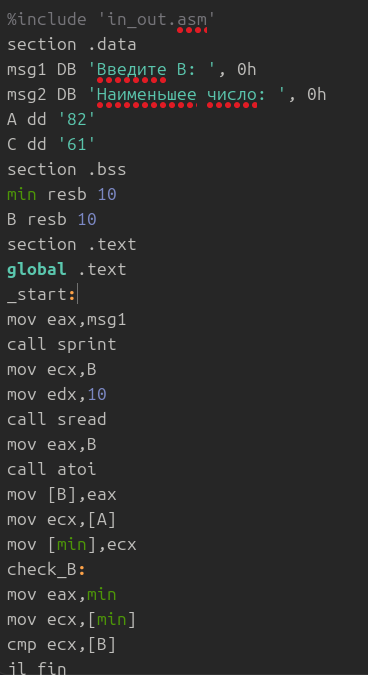 %include 'in_out.asm'
section .data
msg1 DB 'Введите B: ', 0h
msg2 DB 'Наименьшее число: ', 0h
A dd '82'
C dd '61'
section .bss
min resb 10
B resb 10
section .text
global .text
_start:
mov eax,msg1
call sprint
mov ecx,B
mov edx,10
call sread
mov eax,B
call atoi
mov [B],eax
mov ecx,[A]
mov [min],ecx
check_B:
mov eax,min
mov ecx,[min]
cmp ecx,[B]
jl fin